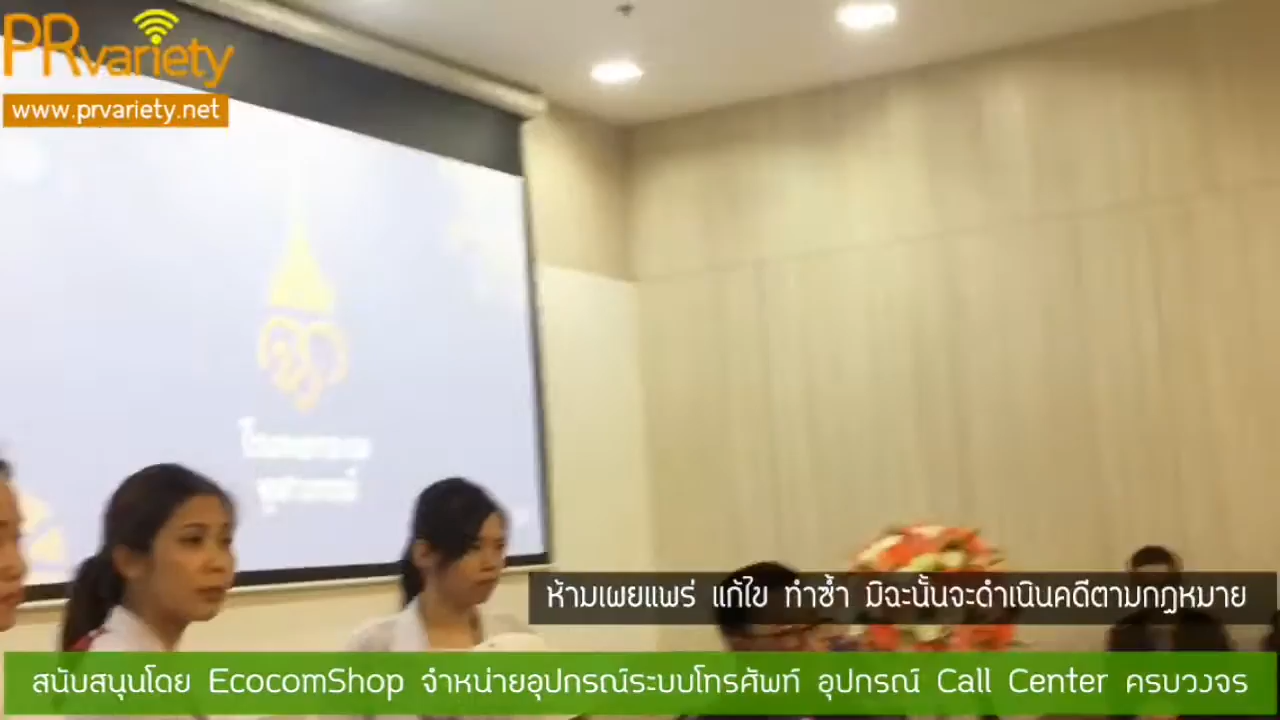 PRvariety
www.prvariety.net
ห้ามเผยแพร่ แก้ไข ทำซ้ำ มิฉะนั้นจะดำเนินคดีตามกฎหมาย
สนับสนุนโดย EcocomShop จำหน่ายอุปกรณ์ระบบโทรศัพท์ อุปกรณ์ Call Center ครบวงจร